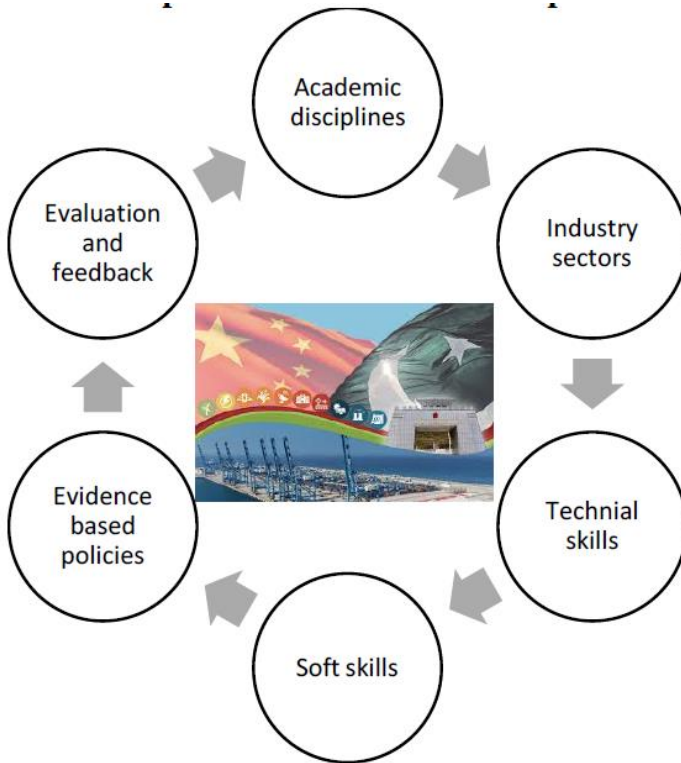 Academic
disciplines
Industry
sectors
Technial
skills
Soft skills
Evidence
based
policies
Evaluation
and
feedback